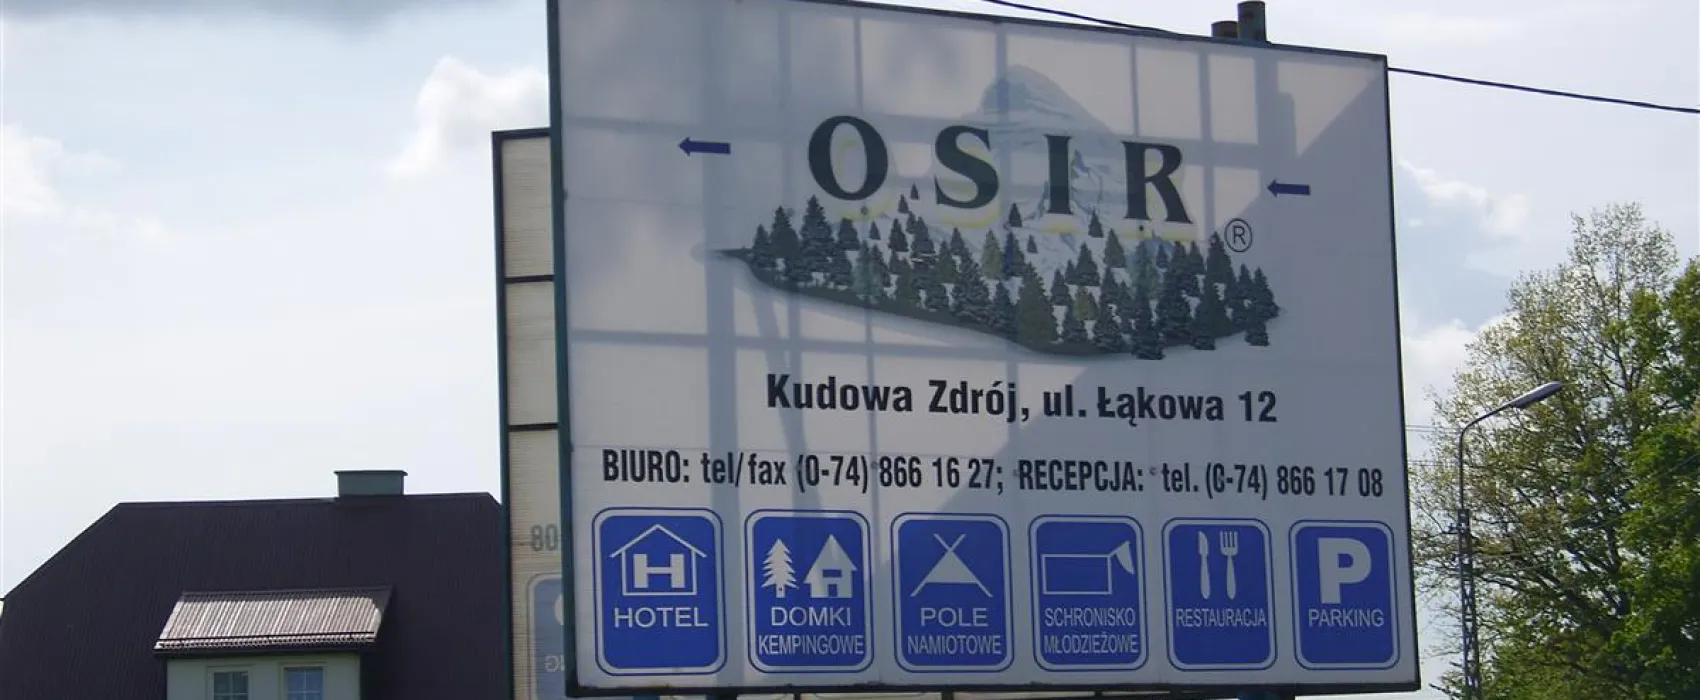 OSIR
®
Kudowa Zdrój, ul. Łąkowa 12
BIURO: tel/fax (0-74) 866 16 27; RECEPCJA: tel. (0-74) 866 17 08
H
HOTEL
DOMKI
KEMPINGOWE
POLE
NAMIOTOWE
SCHRONISKO
MŁODZIEŻOWE
RESTAURACJA
P
PARKING